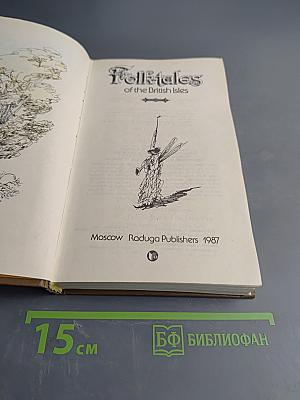 Folktales
of the British Isles
Moscow Raduga Publishers 1987
15 см
БФ БИБЛИОФАН